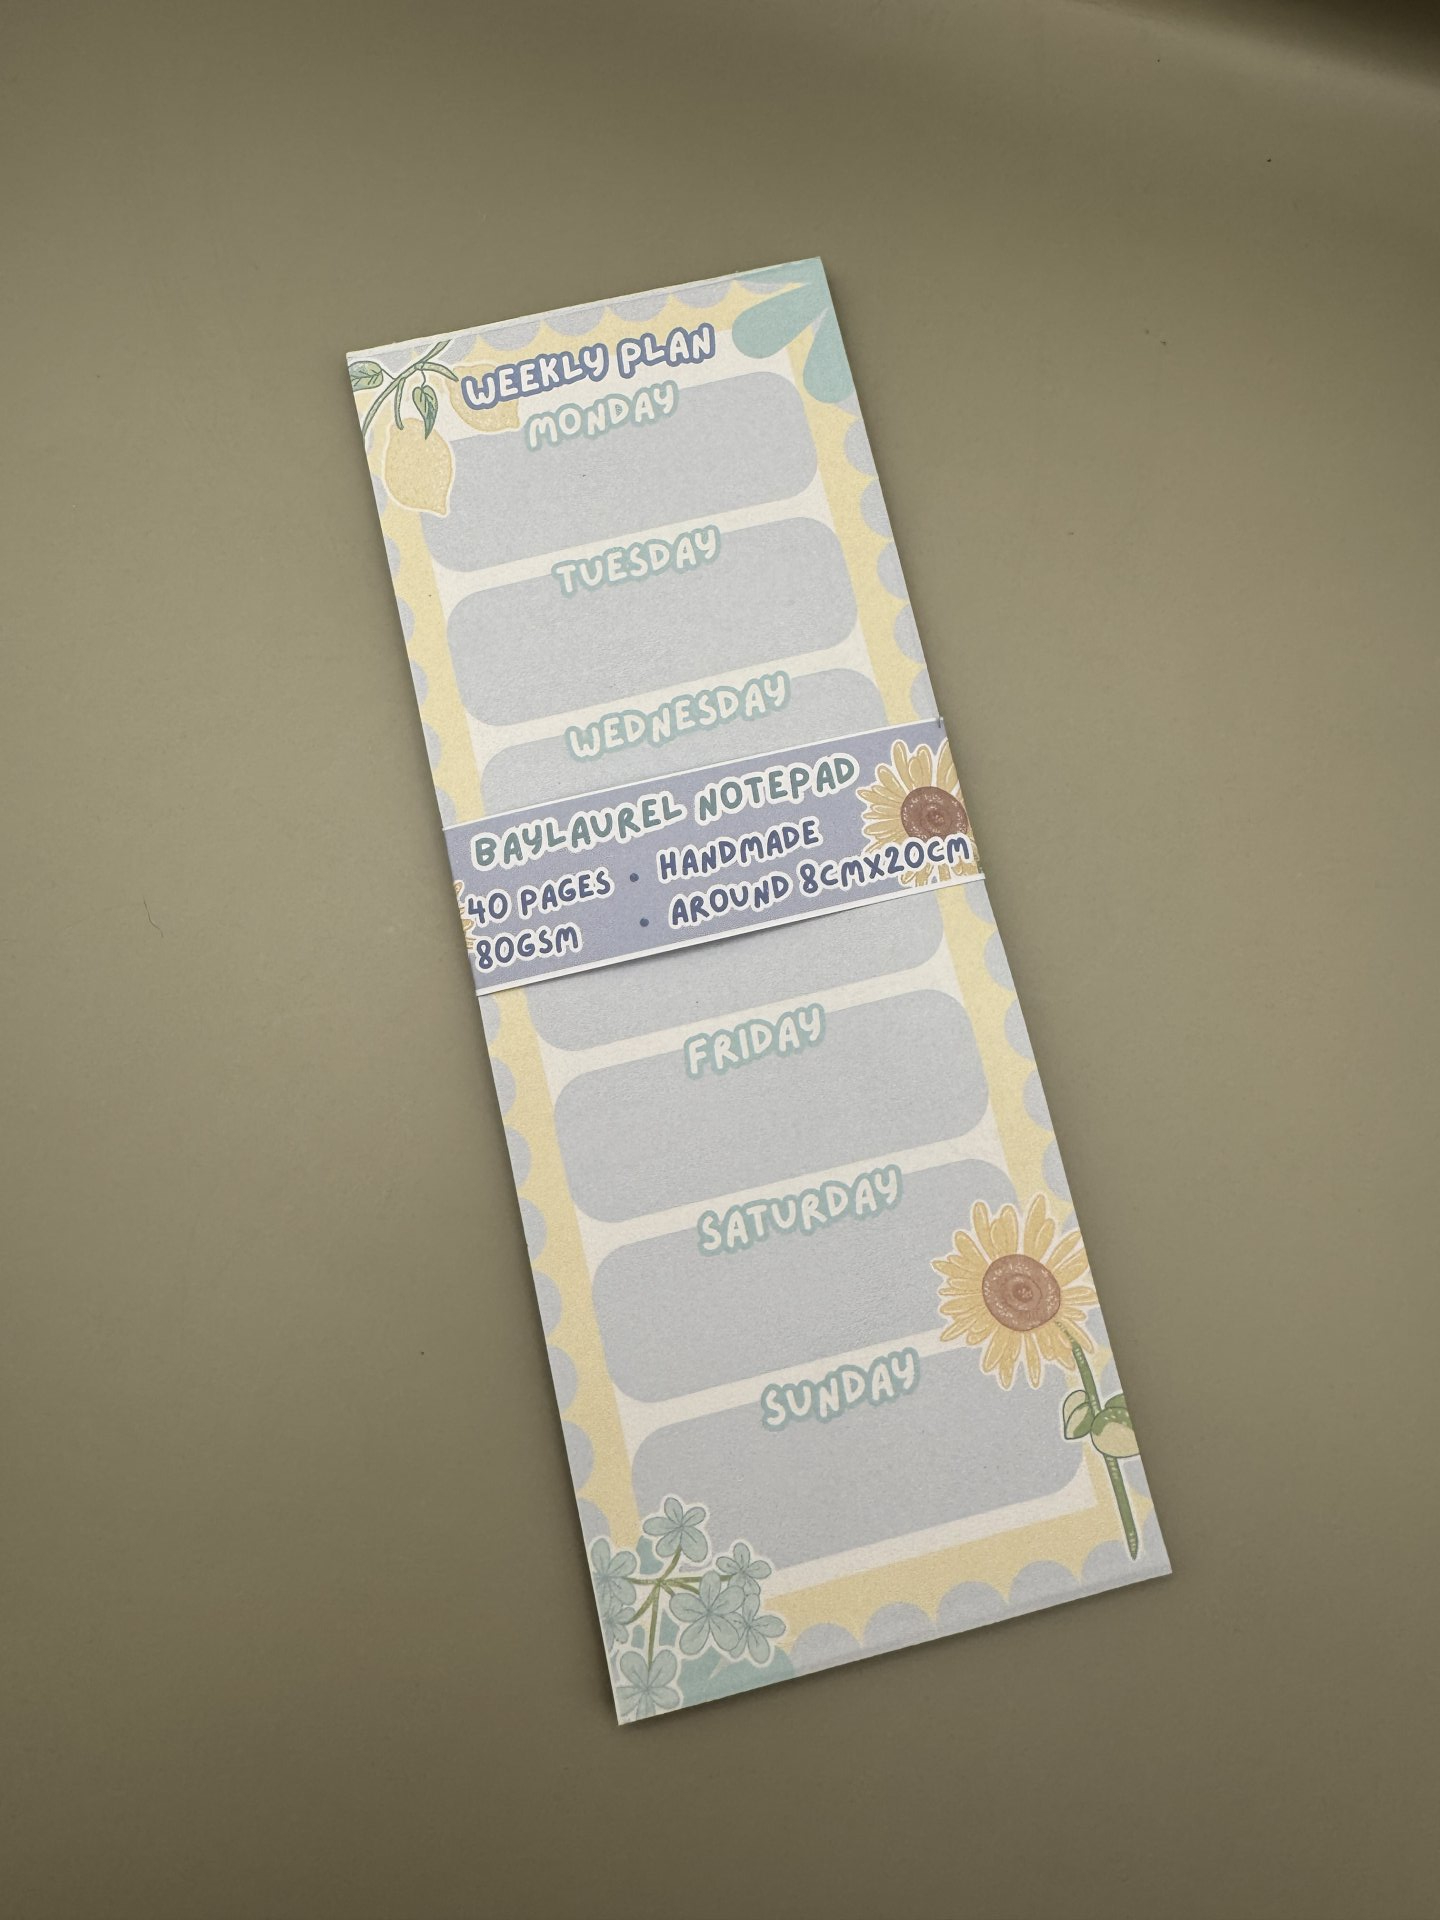 WEEKLY PLAN
MONDAY
TUESDAY
WEDNESDAY
BAYLAUREL NOTEPAD
40 PAGES • HANDMADE
80GSM • AROUND 8CMX20CM
FRIDAY
SATURDAY
SUNDAY